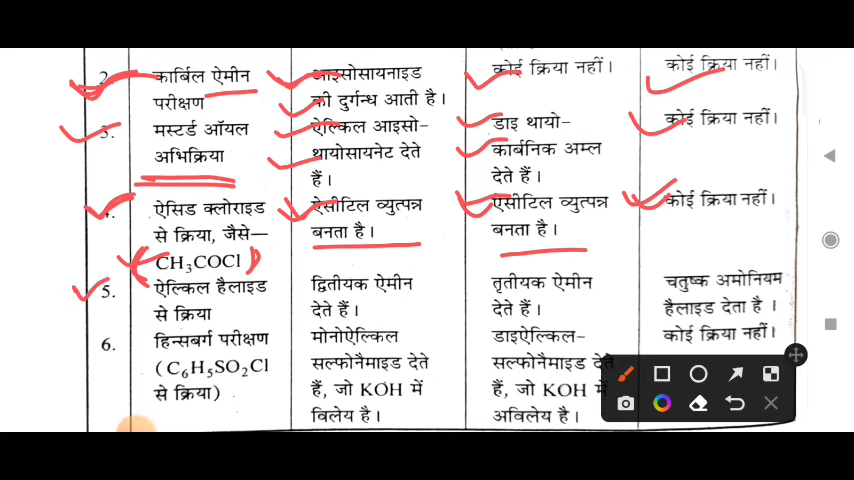 2. कार्बिल ऐमीन आइसोसायनाइड कोई क्रिया नहीं। कोई क्रिया नहीं।
परीक्षण की दुर्गन्ध आती है।
3. मस्टर्ड ऑयल ऐल्किल आइसो- डाइ थायो- कोई क्रिया नहीं।
अभिक्रिया थायोसायनेट देते कार्बनिक अम्ल
हैं। देते हैं।
4. ऐसिड क्लोराइड ऐसीटिल व्युत्पन्न ऐसीटिल व्युत्पन्न कोई क्रिया नहीं।
से क्रिया, जैसे— बनता है। बनता है।
CH₃COCl
5. ऐल्किल हैलाइड द्वितीयक ऐमीन तृतीयक ऐमीन चतुष्क अमोनियम
से क्रिया देते हैं। देते हैं। हैलाइड देता है।
6. हिन्सबर्ग परीक्षण मोनोऐल्किल डाइऐल्किल- कोई क्रिया नहीं।
(C₆H₅SO₂Cl सल्फोनैमाइड देते सल्फोनैमाइड देते
से क्रिया) हैं, जो KOH में हैं, जो KOH में
विलेय है। अविलेय है।